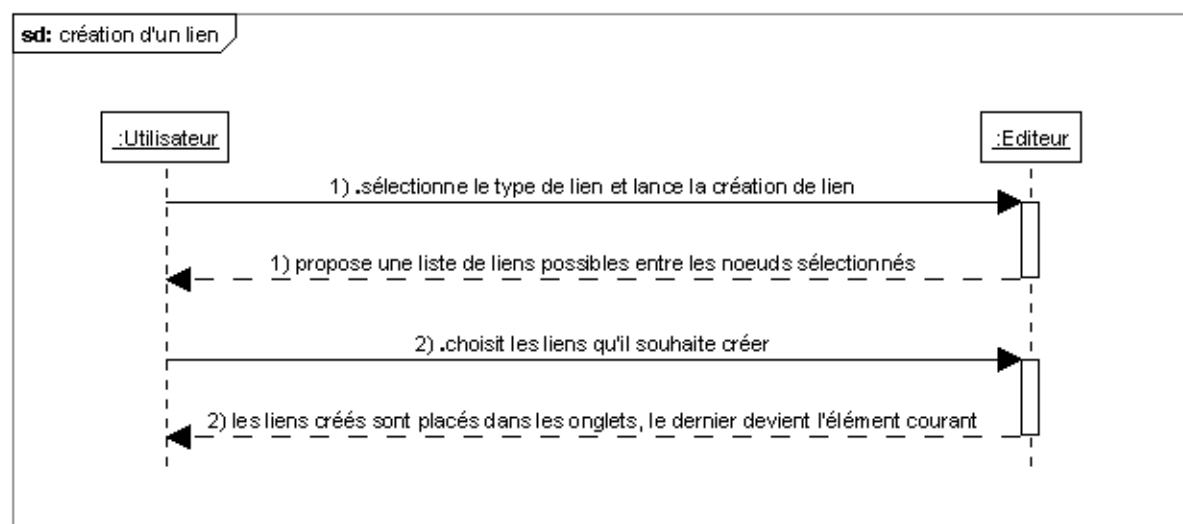 sd: création d'un lien
:Utilisateur
:Editeur
1) .sélectionne le type de lien et lance la création de lien
1) propose une liste de liens possibles entre les noeuds sélectionnés
2) .choisit les liens qu'il souhaite créer
2) les liens créés sont placés dans les onglets, le dernier devient l'élément courant